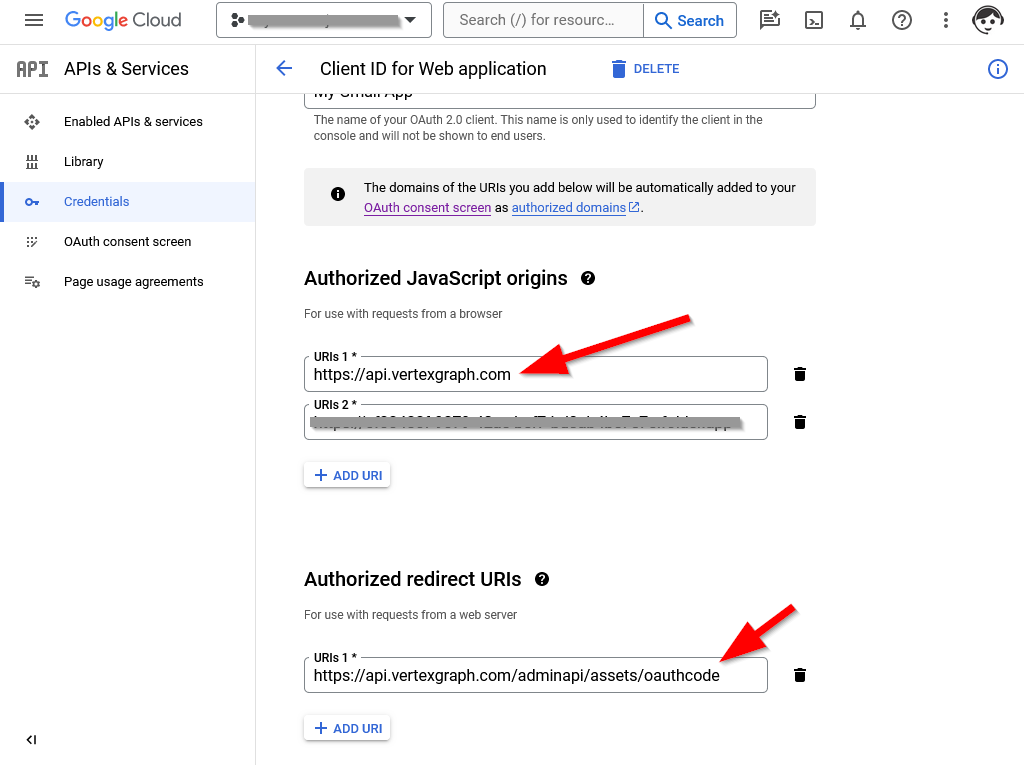 Google Cloud
Search (/) for resourc...
Search
API
APIs & Services
Client ID for Web application
DELETE
Enabled APIs & services
Library
Credentials
OAuth consent screen
Page usage agreements
My Small App
The name of your OAuth 2.0 client. This name is only used to identify the client in the
console and will not be shown to end users.
The domains of the URIs you add below will be automatically added to your
OAuth consent screen as authorized domains.
Authorized JavaScript origins
For use with requests from a browser
URIs 1 *
https://api.vertexgraph.com
URIs 2 *
ADD URI
Authorized redirect URIs
For use with requests from a web server
URIs 1 *
https://api.vertexgraph.com/adminapi/assets/oauthcode
ADD URI